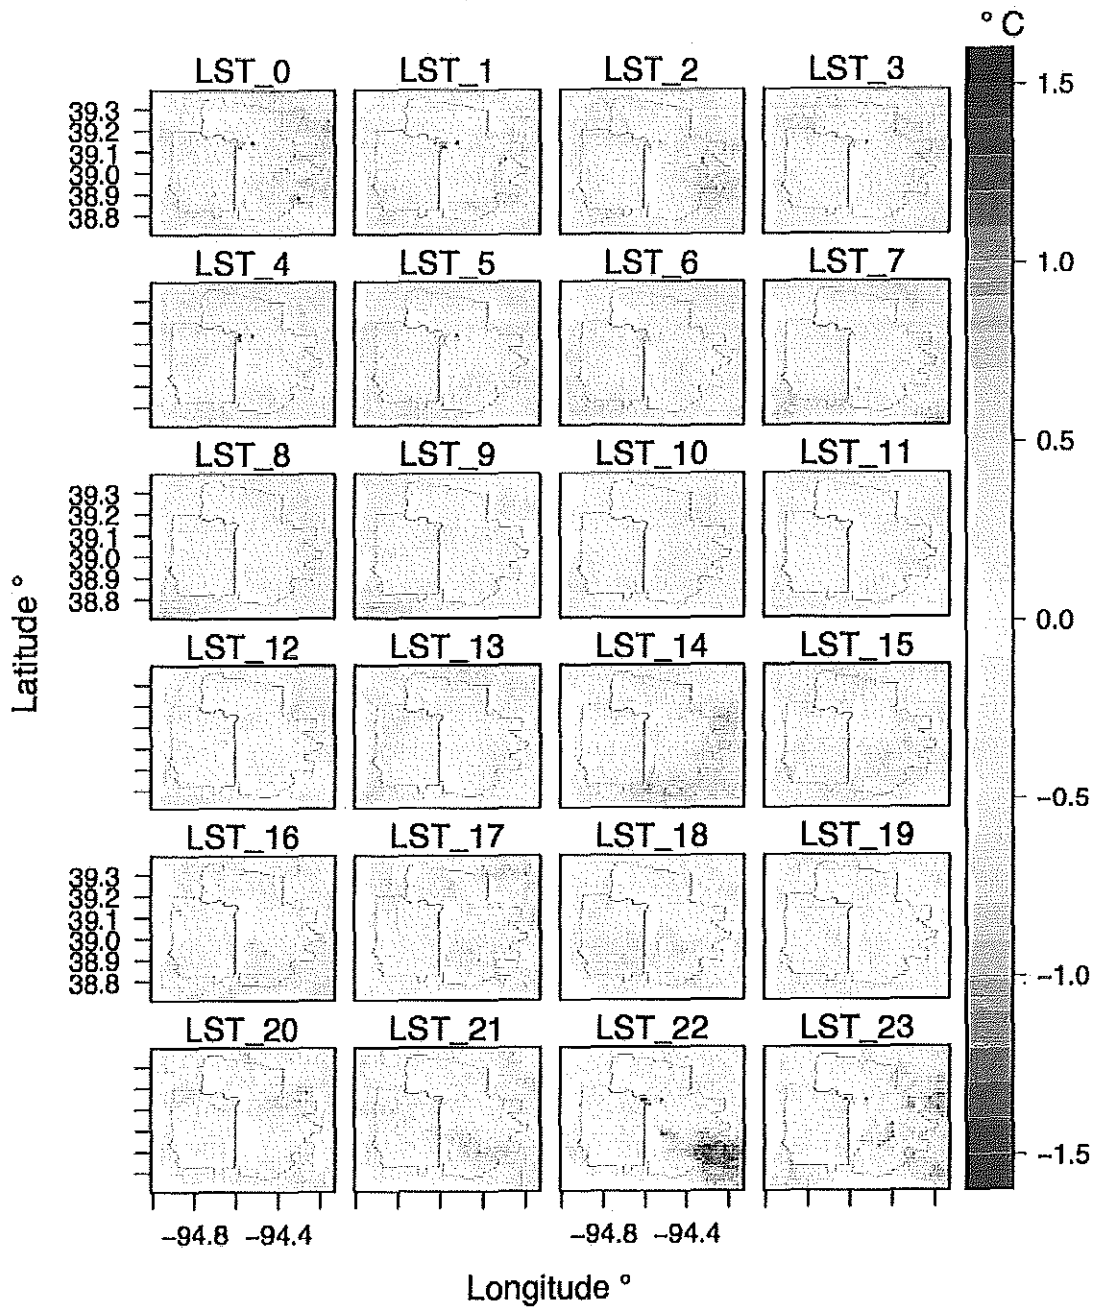 ° C
LST_0 LST_1 LST_2 LST_3
1.5
39.3
39.2
39.1
39.0
38.9
38.8
LST_4 LST_5 LST_6 LST_7
1.0
0.5
LST_8 LST_9 LST_10 LST_11
39.3
39.2
39.1
39.0
38.9
38.8
0.0
Latitude °
LST_12 LST_13 LST_14 LST_15
−0.5
LST_16 LST_17 LST_18 LST_19
39.3
39.2
39.1
39.0
38.9
38.8
−1.0
LST_20 LST_21 LST_22 LST_23
−1.5
−94.8 −94.4 −94.8 −94.4
Longitude °